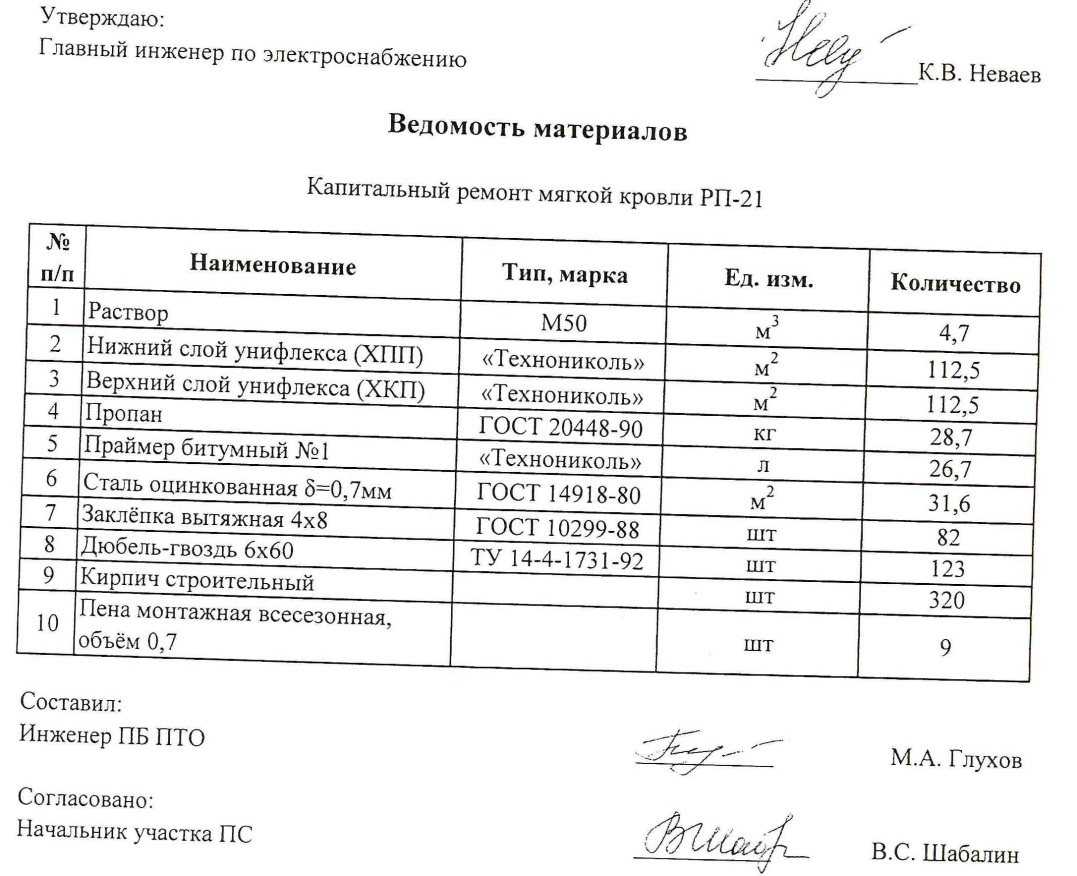 Утверждаю:
Главный инженер по электроснабжению
К.В. Неваев
Ведомость материалов
Капитальный ремонт мягкой кровли РП-21
№ п/п Наименование Тип, марка Ед. изм. Количество
1 Раствор М50 м³ 4,7
2 Нижний слой унифлекса (ХПП) «Технониколь» м² 112,5
3 Верхний слой унифлекса (ХКП) «Технониколь» м² 112,5
4 Пропан ГОСТ 20448-90 кг 28,7
5 Праймер битумный №1 «Технониколь» л 26,7
6 Сталь оцинкованная δ=0,7мм ГОСТ 14918-80 м² 31,6
7 Заклёпка вытяжная 4х8 ГОСТ 10299-88 шт 82
8 Дюбель-гвоздь 6х60 ТУ 14-4-1731-92 шт 123
9 Кирпич строительный шт 320
10 Пена монтажная всесезонная,
объём 0,7 шт 9
Составил:
Инженер ПБ ПТО
М.А. Глухов
Согласовано:
Начальник участка ПС
В.С. Шабалин